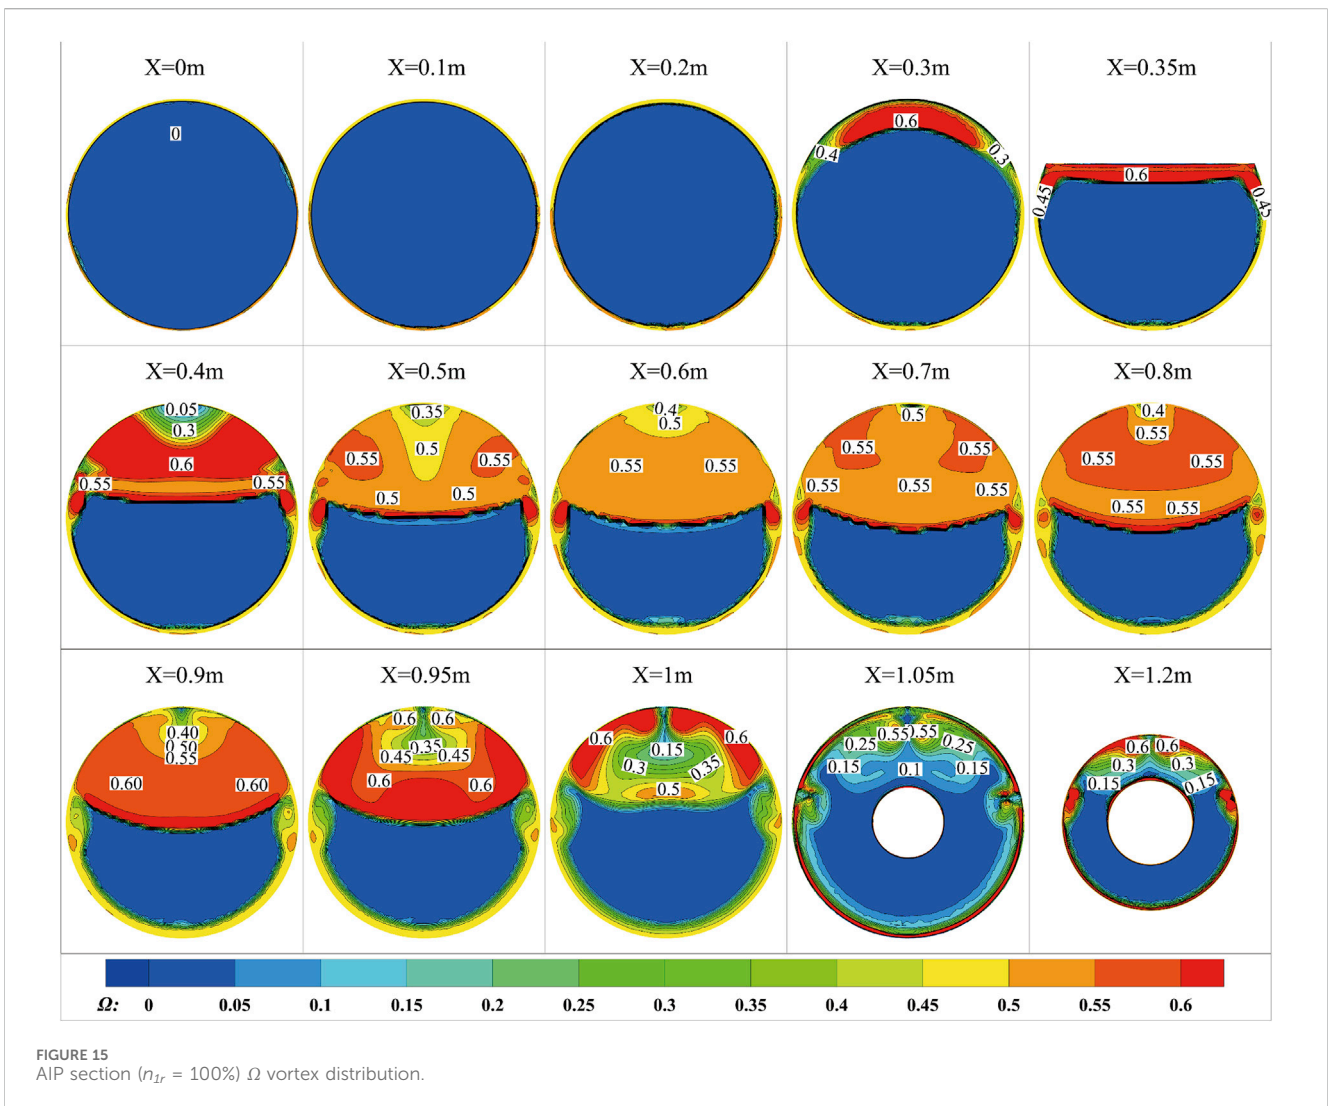 X=0m X=0.1m X=0.2m X=0.3m X=0.35m
0
0.6
0.4 0.3
0.6
0.45 0.45
X=0.4m X=0.5m X=0.6m X=0.7m X=0.8m
0.05 0.35 0.4 0.5 0.4
0.3 0.5 0.5 0.55
0.6 0.55 0.55 0.55 0.55 0.55 0.55
0.55 0.55 0.5 0.5 0.55 0.55 0.55 0.55 0.55
X=0.9m X=0.95m X=1m X=1.05m X=1.2m
0.40 0.6 0.6 0.6 0.6 0.55 0.55 0.6 0.6
0.50 0.35 0.15 0.25 0.25 0.3 0.3
0.55 0.45 0.45 0.3 0.35 0.15 0.1 0.15 0.15 0.15
0.60 0.60 0.6 0.6 0.5
Ω: 0 0.05 0.1 0.15 0.2 0.25 0.3 0.35 0.4 0.45 0.5 0.55 0.6
FIGURE 15
AIP section (n1r = 100%) Ω vortex distribution.